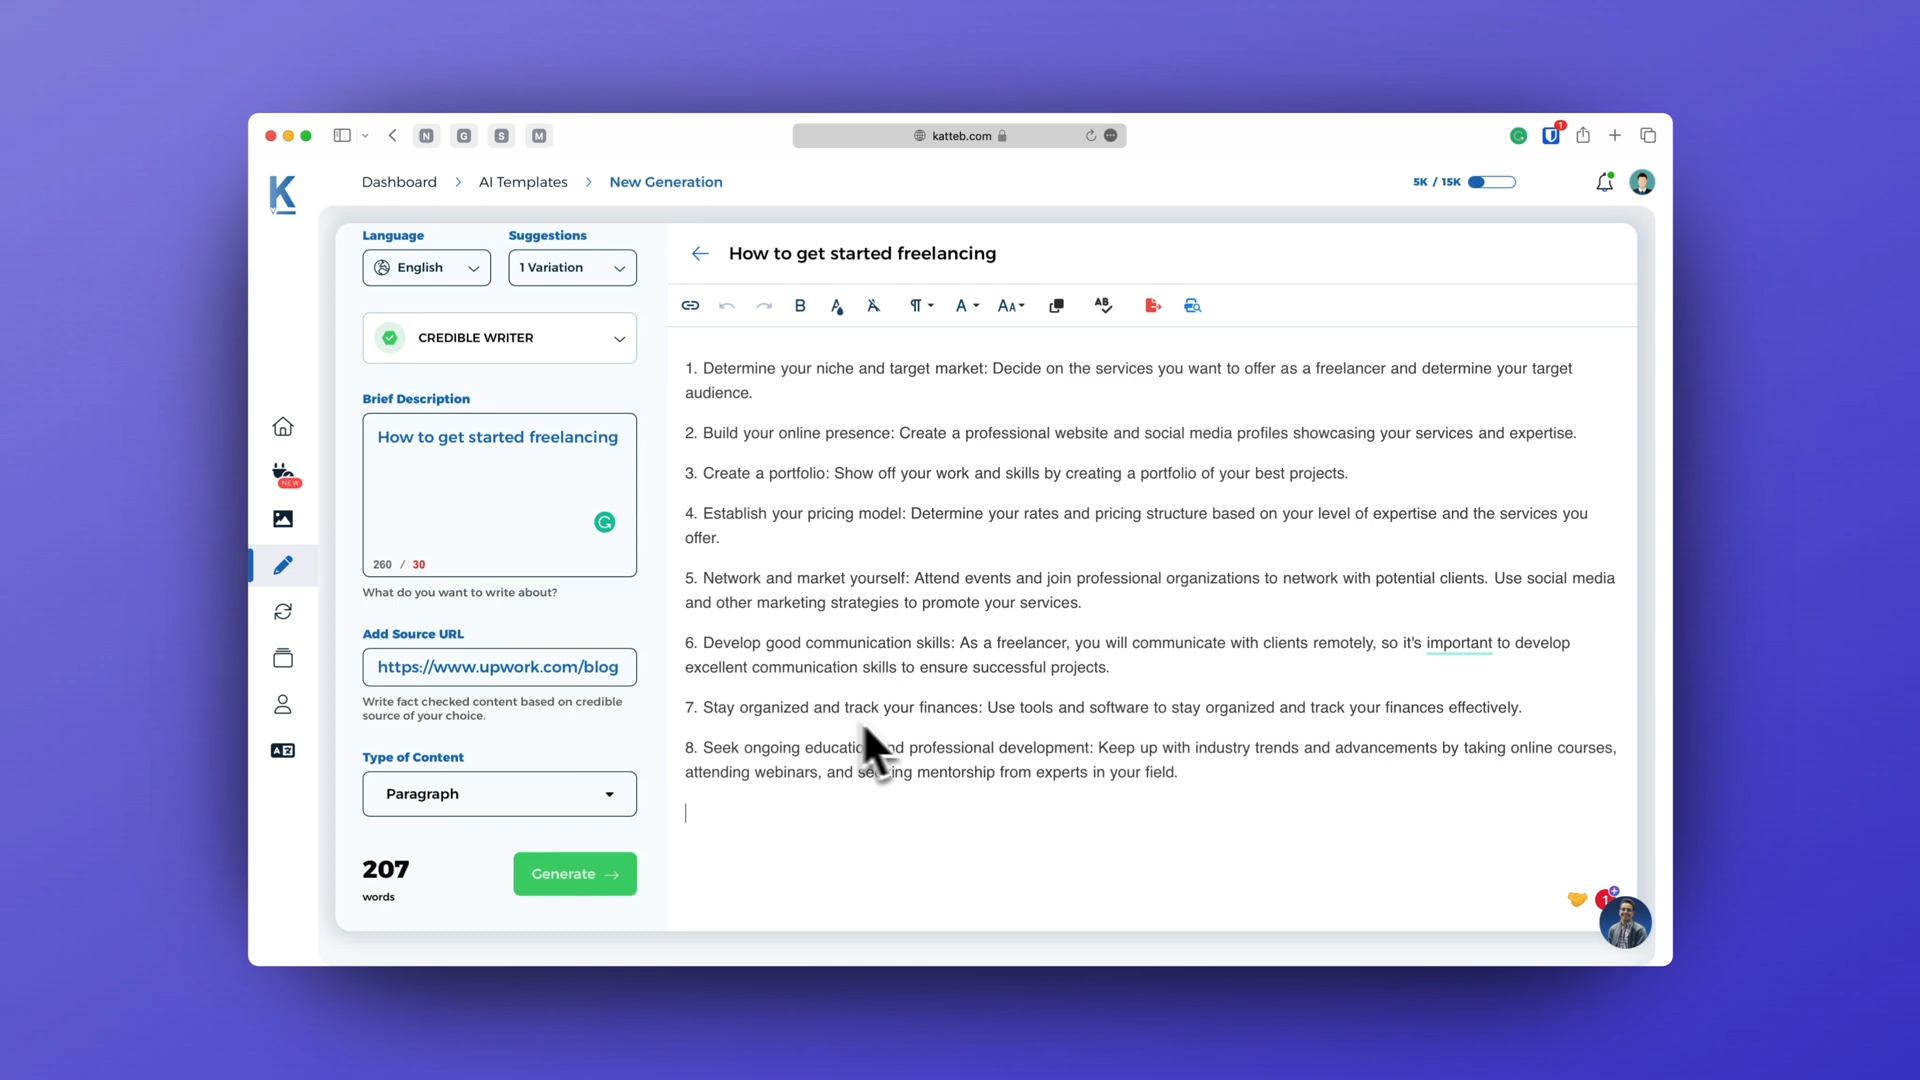 N G S M
katteb.com
1
K
Dashboard > AI Templates > New Generation
5K / 15K
Language
English
Suggestions
1 Variation
CREDIBLE WRITER
Brief Description
How to get started freelancing
260 / 30
What do you want to write about?
Add Source URL
https://www.upwork.com/blog
Write fact checked content based on credible
source of your choice.
Type of Content
Paragraph
207
words
Generate →
NEW
How to get started freelancing
1. Determine your niche and target market: Decide on the services you want to offer as a freelancer and determine your target
audience.
2. Build your online presence: Create a professional website and social media profiles showcasing your services and expertise.
3. Create a portfolio: Show off your work and skills by creating a portfolio of your best projects.
4. Establish your pricing model: Determine your rates and pricing structure based on your level of expertise and the services you
offer.
5. Network and market yourself: Attend events and join professional organizations to network with potential clients. Use social media
and other marketing strategies to promote your services.
6. Develop good communication skills: As a freelancer, you will communicate with clients remotely, so it's important to develop
excellent communication skills to ensure successful projects.
7. Stay organized and track your finances: Use tools and software to stay organized and track your finances effectively.
8. Seek ongoing professional development: Keep up with industry trends and advancements by taking online courses,
attending webinars, and mentorship from experts in your field.
1